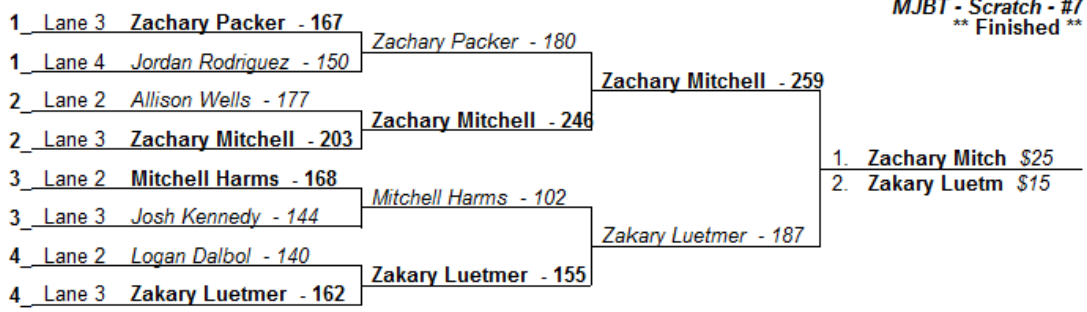 MJBT - Scratch - #7
** Finished **
1 Lane 3 Zachary Packer - 167
Zachary Packer - 180
1 Lane 4 Jordan Rodriguez - 150
Zachary Mitchell - 259
2 Lane 2 Allison Wells - 177
Zachary Mitchell - 246
2 Lane 3 Zachary Mitchell - 203
1. Zachary Mitch $25
3 Lane 2 Mitchell Harms - 168
2. Zakary Luetm $15
Mitchell Harms - 102
3 Lane 3 Josh Kennedy - 144
Zakary Luetmer - 187
4 Lane 2 Logan Dalbol - 140
Zakary Luetmer - 155
4 Lane 3 Zakary Luetmer - 162